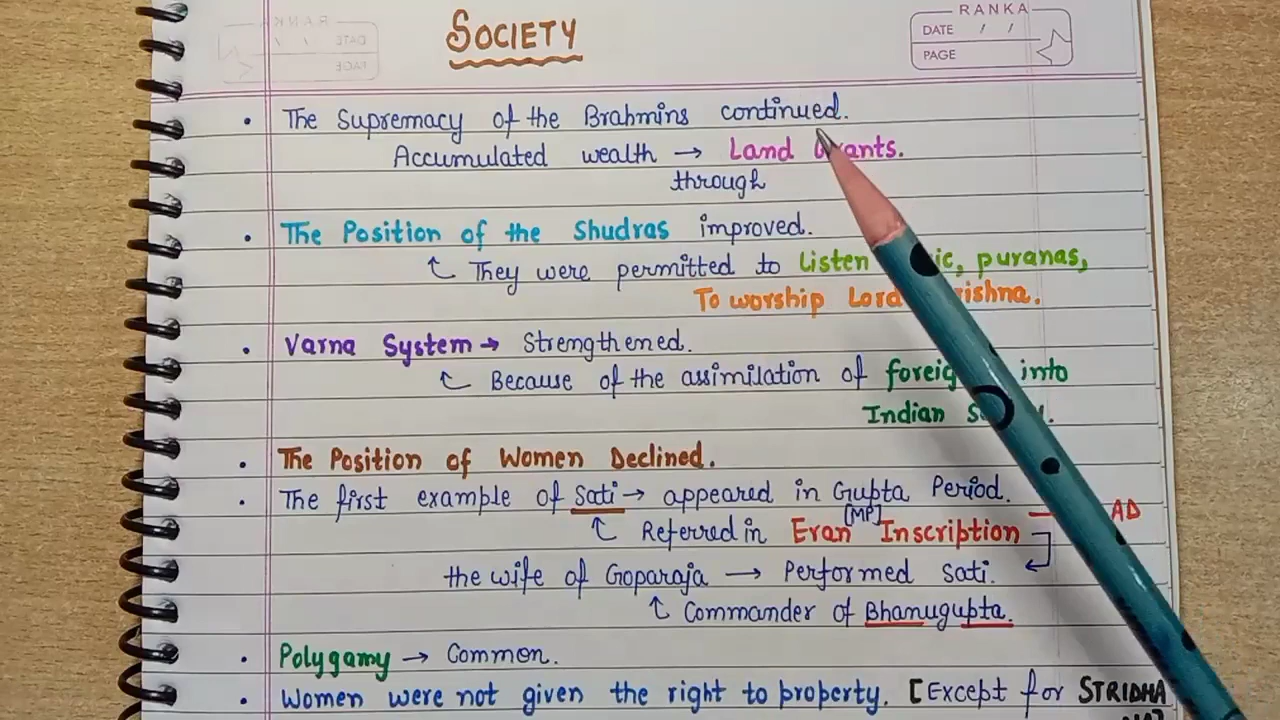 SOCIETY
RANKA
DATE / /
PAGE
• The Supremacy of the Brahmins continued.
Accumulated wealth → Land Grants.
through
• The Position of the Shudras improved.
They were permitted to Listen puranas,
To worship Lord Krishna.
• Varna System → Strengthened.
Because of the assimilation of into
Indian
• The Position of Women Declined.
• The first example of Sati → appeared in Gupta Period.
[MP]
Referred in Eran Inscription AD
the wife of Goparaja → Performed Sati.
Commander of Bhanugupta.
• Polygamy → Common.
• Women were not given the right to property. [Except for STRIDHA